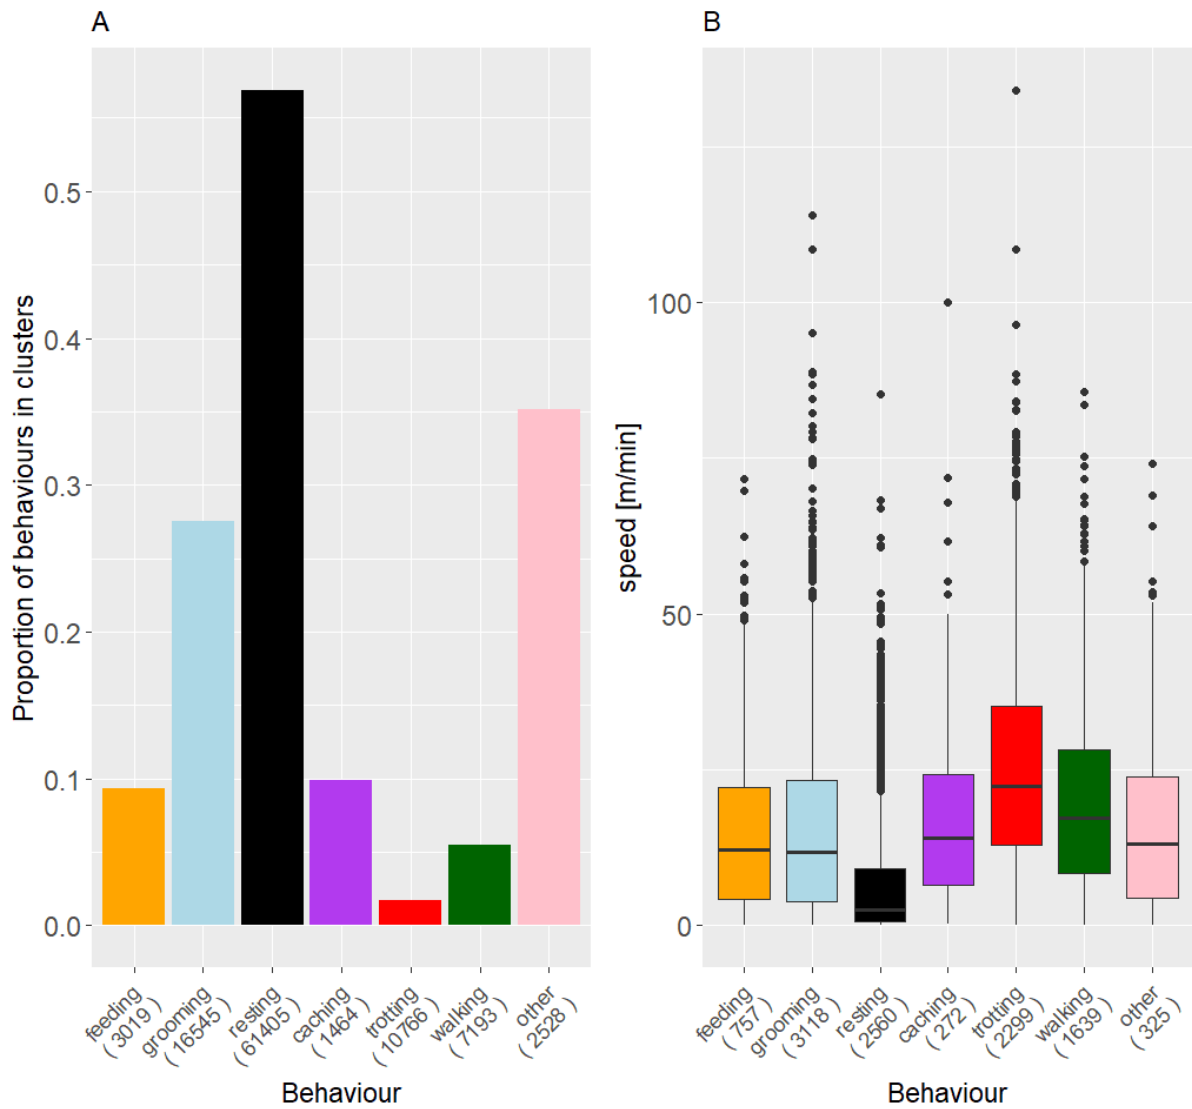 A
Proportion of behaviours in clusters
0.5
0.4
0.3
0.2
0.1
0.0
feeding
( 3019 )
grooming
( 16545 )
resting
( 61405 )
caching
( 1464 )
trotting
( 10766 )
walking
( 7193 )
other
( 2528 )
Behaviour
B
speed [m/min]
100
50
0
feeding
( 757 )
grooming
( 3118 )
resting
( 2560 )
caching
( 272 )
trotting
( 2299 )
walking
( 1639 )
other
( 325 )
Behaviour